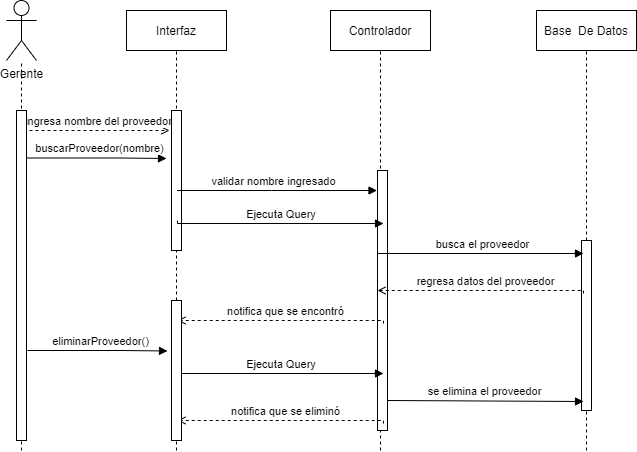 Interfaz
Controlador
Base De Datos
Gerente
ngresa nombre del proveedor
buscarProveedor(nombre)
validar nombre ingresado
Ejecuta Query
busca el proveedor
regresa datos del proveedor
notifica que se encontró
eliminarProveedor()
Ejecuta Query
se elimina el proveedor
notifica que se eliminó